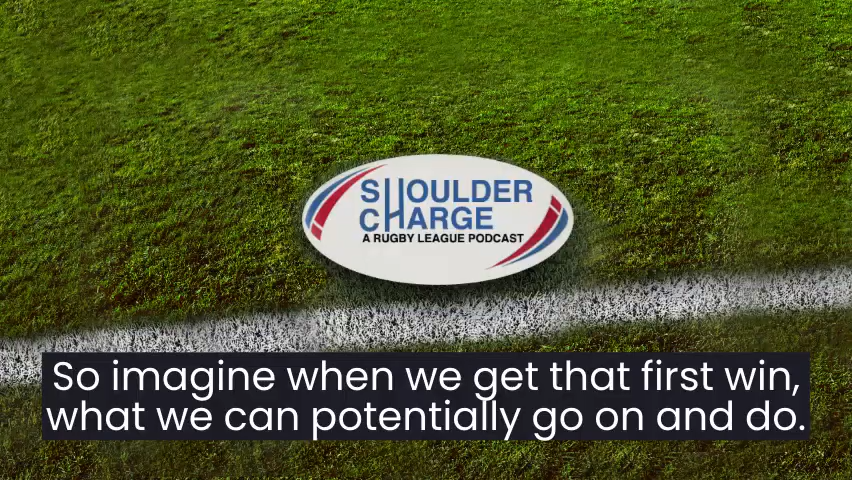 SHOULDER
CHARGE
A RUGBY LEAGUE PODCAST
So imagine when we get that first win,
what we can potentially go on and do.